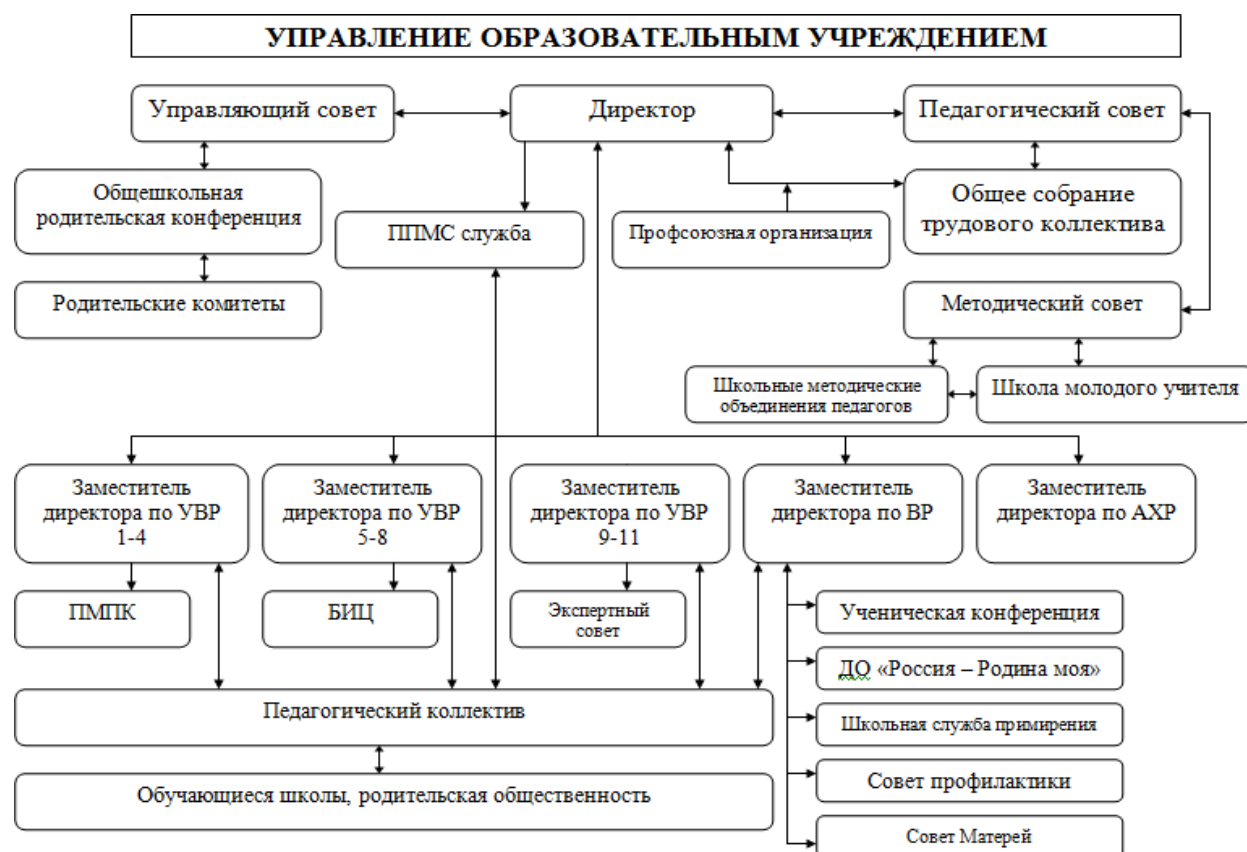 УПРАВЛЕНИЕ ОБРАЗОВАТЕЛЬНЫМ УЧРЕЖДЕНИЕМ
Управляющий совет
Директор
Педагогический совет
Общешкольная
родительская конференция
ППМС служба
Профсоюзная организация
Общее собрание
трудового коллектива
Родительские комитеты
Методический совет
Школьные методические
объединения педагогов
Школа молодого учителя
Заместитель
директора по УВР
1-4
Заместитель
директора по УВР
5-8
Заместитель
директора по УВР
9-11
Заместитель
директора по ВР
Заместитель
директора по АХР
ПМПК
БИЦ
Экспертный
совет
Ученическая конференция
ДО «Россия – Родина моя»
Школьная служба примирения
Совет профилактики
Совет Матерей
Педагогический коллектив
Обучающиеся школы, родительская общественность